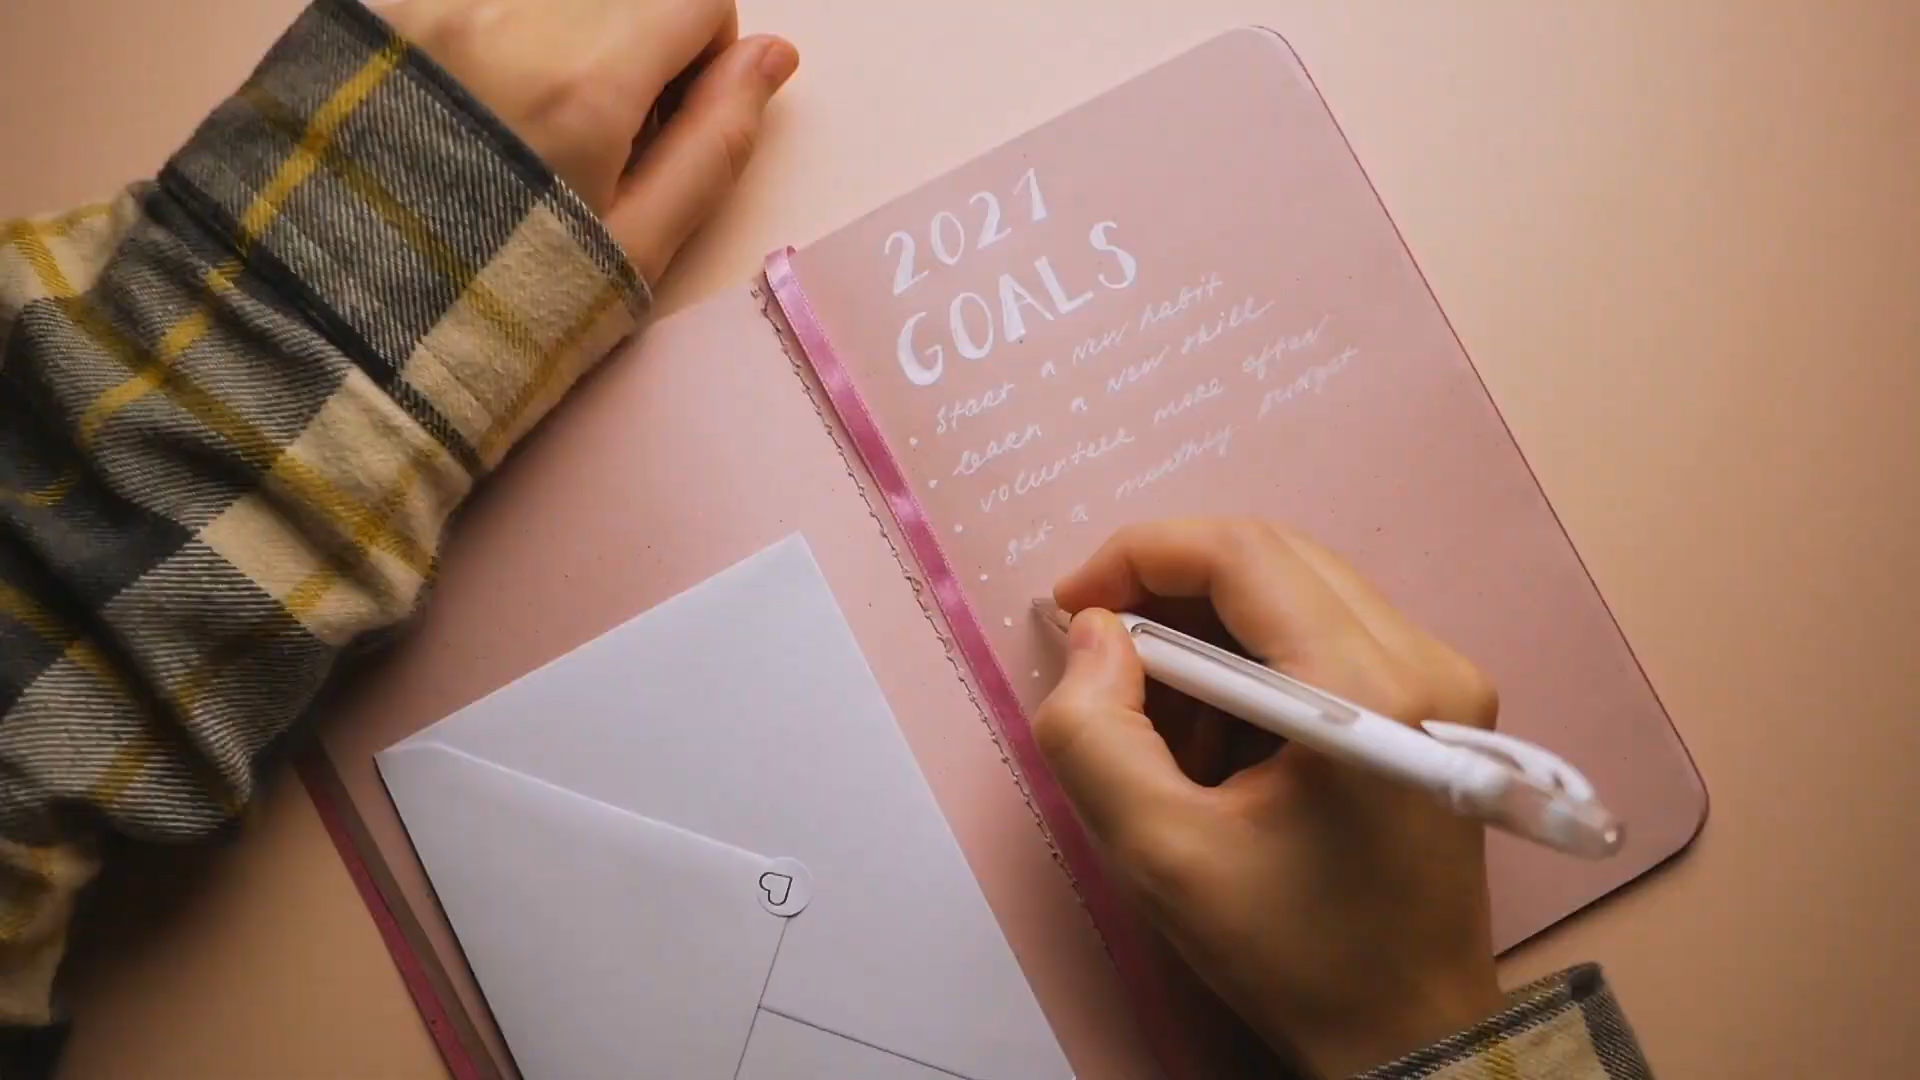 2021
GOALS
• start a new habit
• learn a new skill
• volunteer more often
• set a monthly budget
•
•